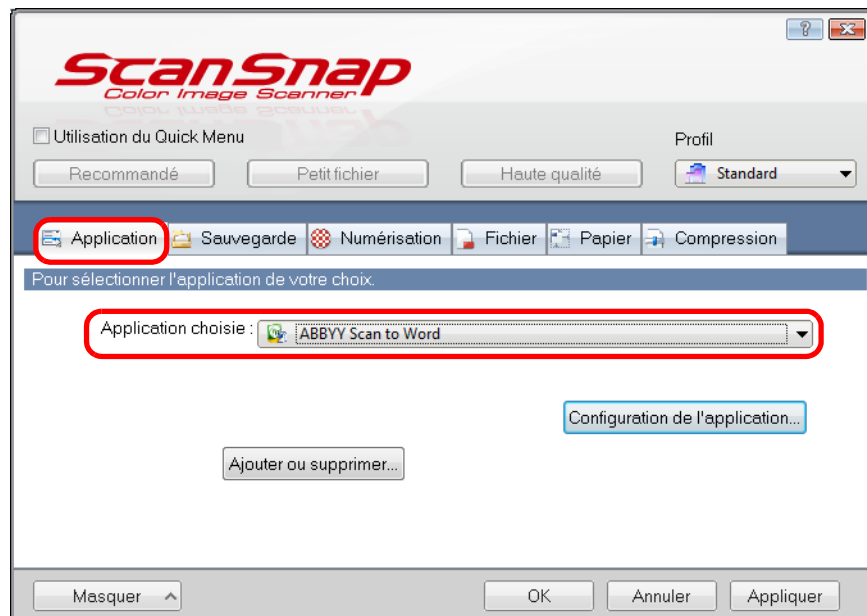 ScanSnap
Color Image Scanner
Utilisation du Quick Menu
Profil
Recommandé
Petit fichier
Haute qualité
Standard
Application
Sauvegarde
Numérisation
Fichier
Papier
Compression
Pour sélectionner l'application de votre choix.
Application choisie :
ABBYY Scan to Word
Configuration de l'application...
Ajouter ou supprimer...
Masquer
OK
Annuler
Appliquer